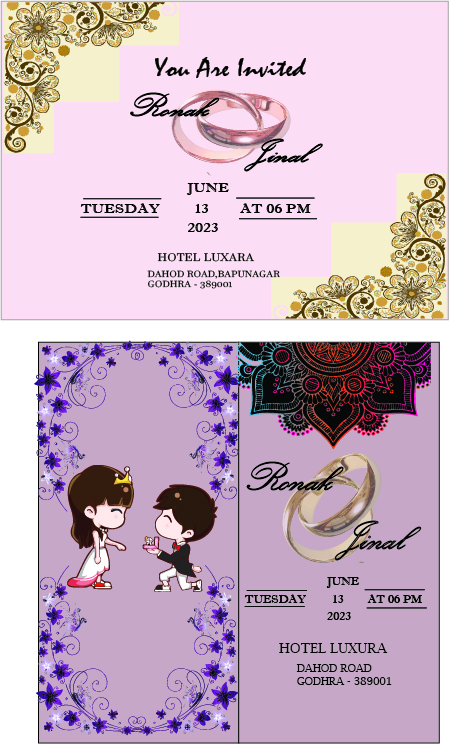 You Are Invited
Ronak
Jinal
JUNE
TUESDAY 13 AT 06 PM
2023
HOTEL LUXARA
DAHOD ROAD,BAPUNAGAR
GODHRA - 389001
Ronak
Jinal
JUNE
TUESDAY 13 AT 06 PM
2023
HOTEL LUXURA
DAHOD ROAD
GODHRA - 389001